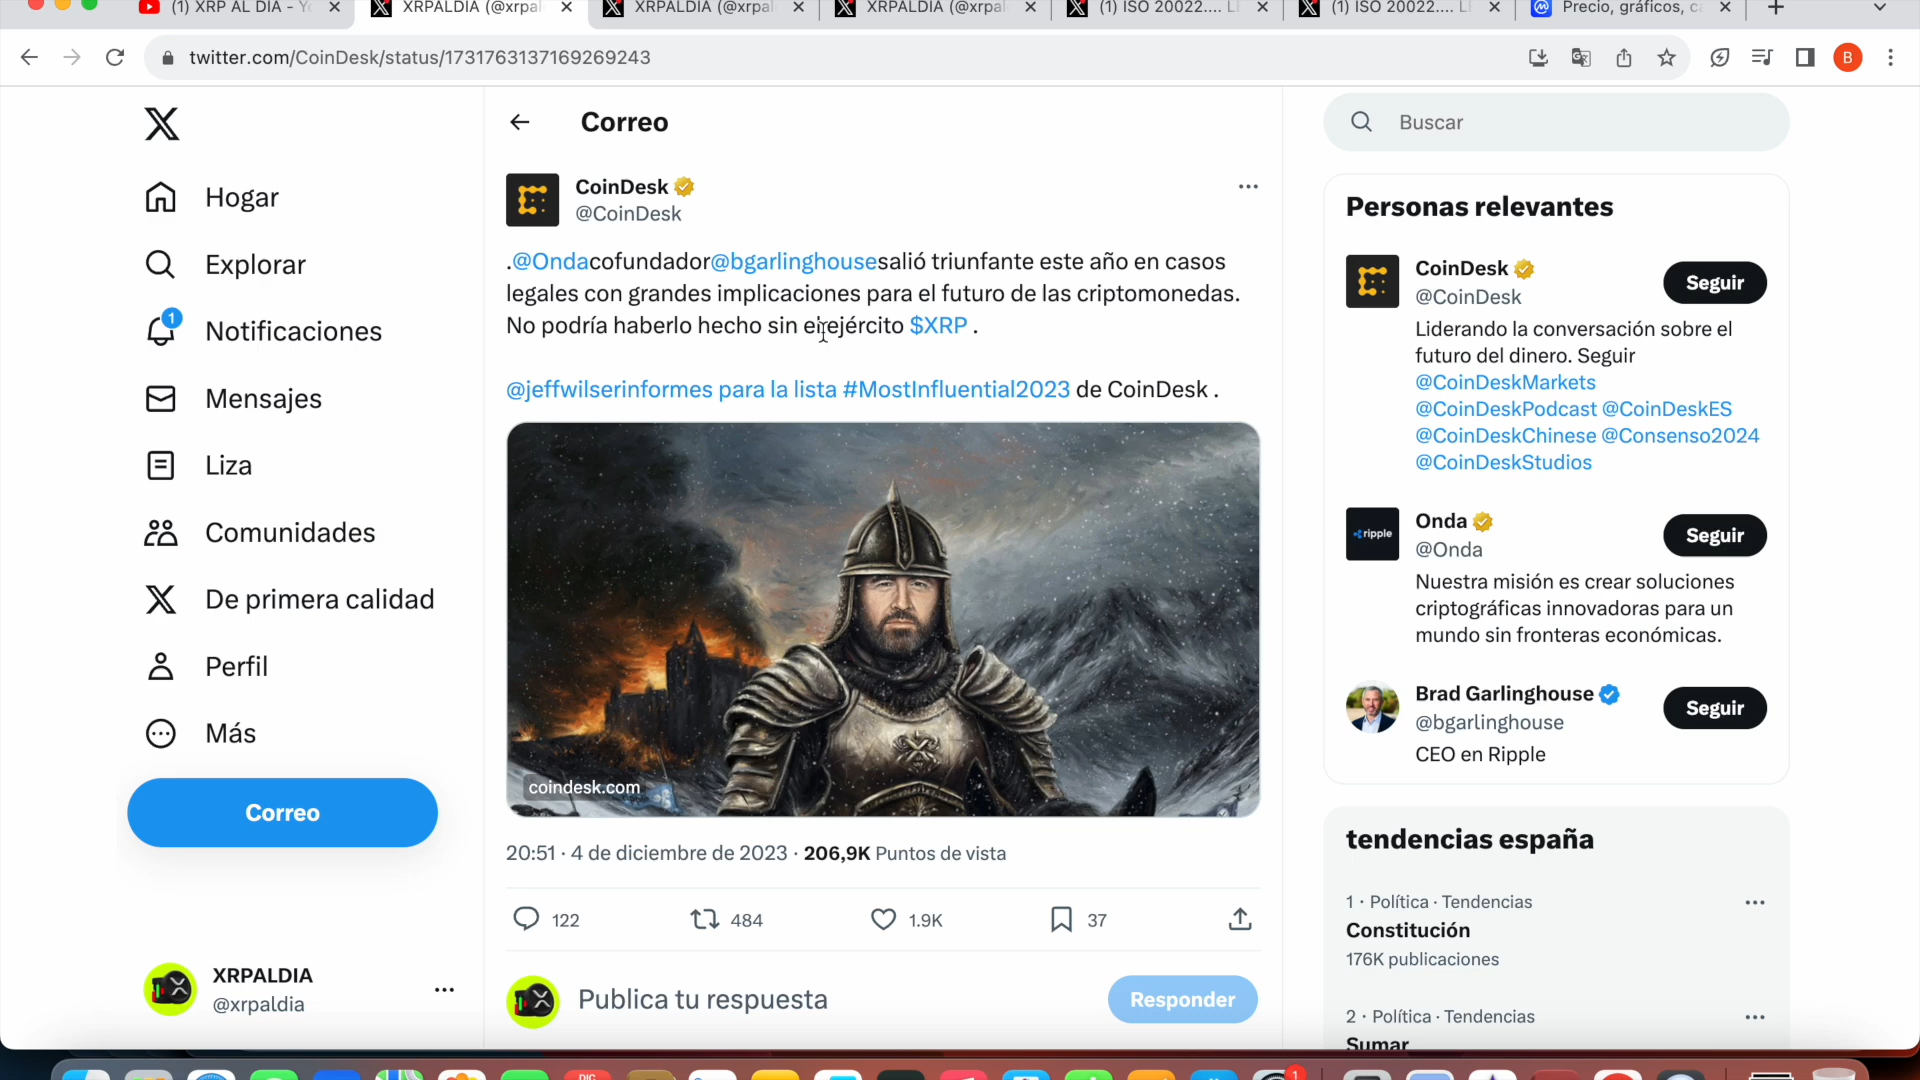 (1) XRP AL DIA - Yo
XRPALDIA (@xrpal
XRPALDIA (@xrpal
XRPALDIA (@xrpal
(1) ISO 20022....
(1) ISO 20022....
Precio, gráficos, c
twitter.com/CoinDesk/status/1731763137169269243
B
Hogar
Explorar
1
Notificaciones
Mensajes
Liza
Comunidades
De primera calidad
Perfil
Más
Correo
XRPALDIA
@xrpaldia
Correo
CoinDesk
@CoinDesk
.@Ondacofundador@bgarlinghousesalió triunfante este año en casos
legales con grandes implicaciones para el futuro de las criptomonedas.
No podría haberlo hecho sin el ejército $XRP .
@jeffwilserinformes para la lista #MostInfluential2023 de CoinDesk .
coindesk.com
20:51 · 4 de diciembre de 2023 · 206,9K Puntos de vista
122 484 1.9K 37
Publica tu respuesta
Responder
Buscar
Personas relevantes
CoinDesk
@CoinDesk
Seguir
Liderando la conversación sobre el
futuro del dinero. Seguir
@CoinDeskMarkets
@CoinDeskPodcast @CoinDeskES
@CoinDeskChinese @Consenso2024
@CoinDeskStudios
ripple
Onda
@Onda
Seguir
Nuestra misión es crear soluciones
criptográficas innovadoras para un
mundo sin fronteras económicas.
Brad Garlinghouse
@bgarlinghouse
Seguir
CEO en Ripple
tendencias españa
1 · Política · Tendencias
Constitución
176K publicaciones
2 · Política · Tendencias
Sumar
DIC
1